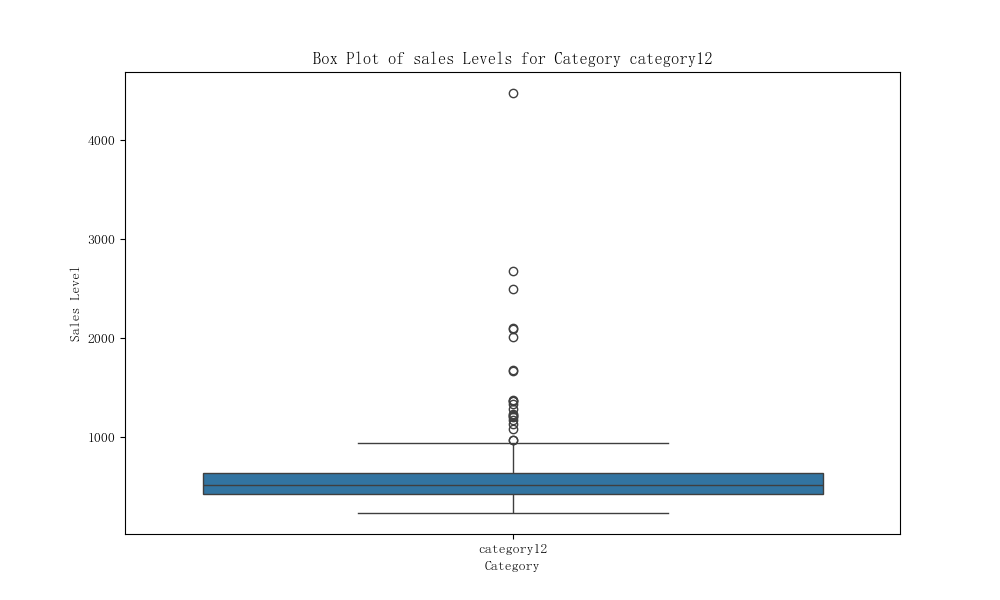 Box Plot of sales Levels for Category category12
4000
3000
2000
1000
Sales Level
category12
Category